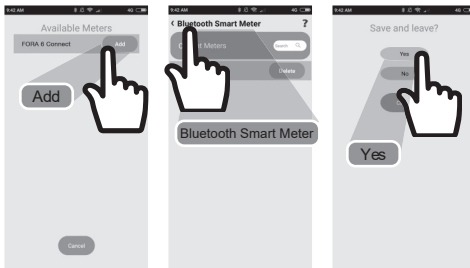 9:42 AM 4G
Available Meters
FORA 6 Connect Add
Add
Cancel
9:42 AM 4G
‹ Bluetooth Smart Meter ?
Meters Search
Delete
Bluetooth Smart Meter
9:43 AM 4G
Save and leave?
Yes
No
Yes